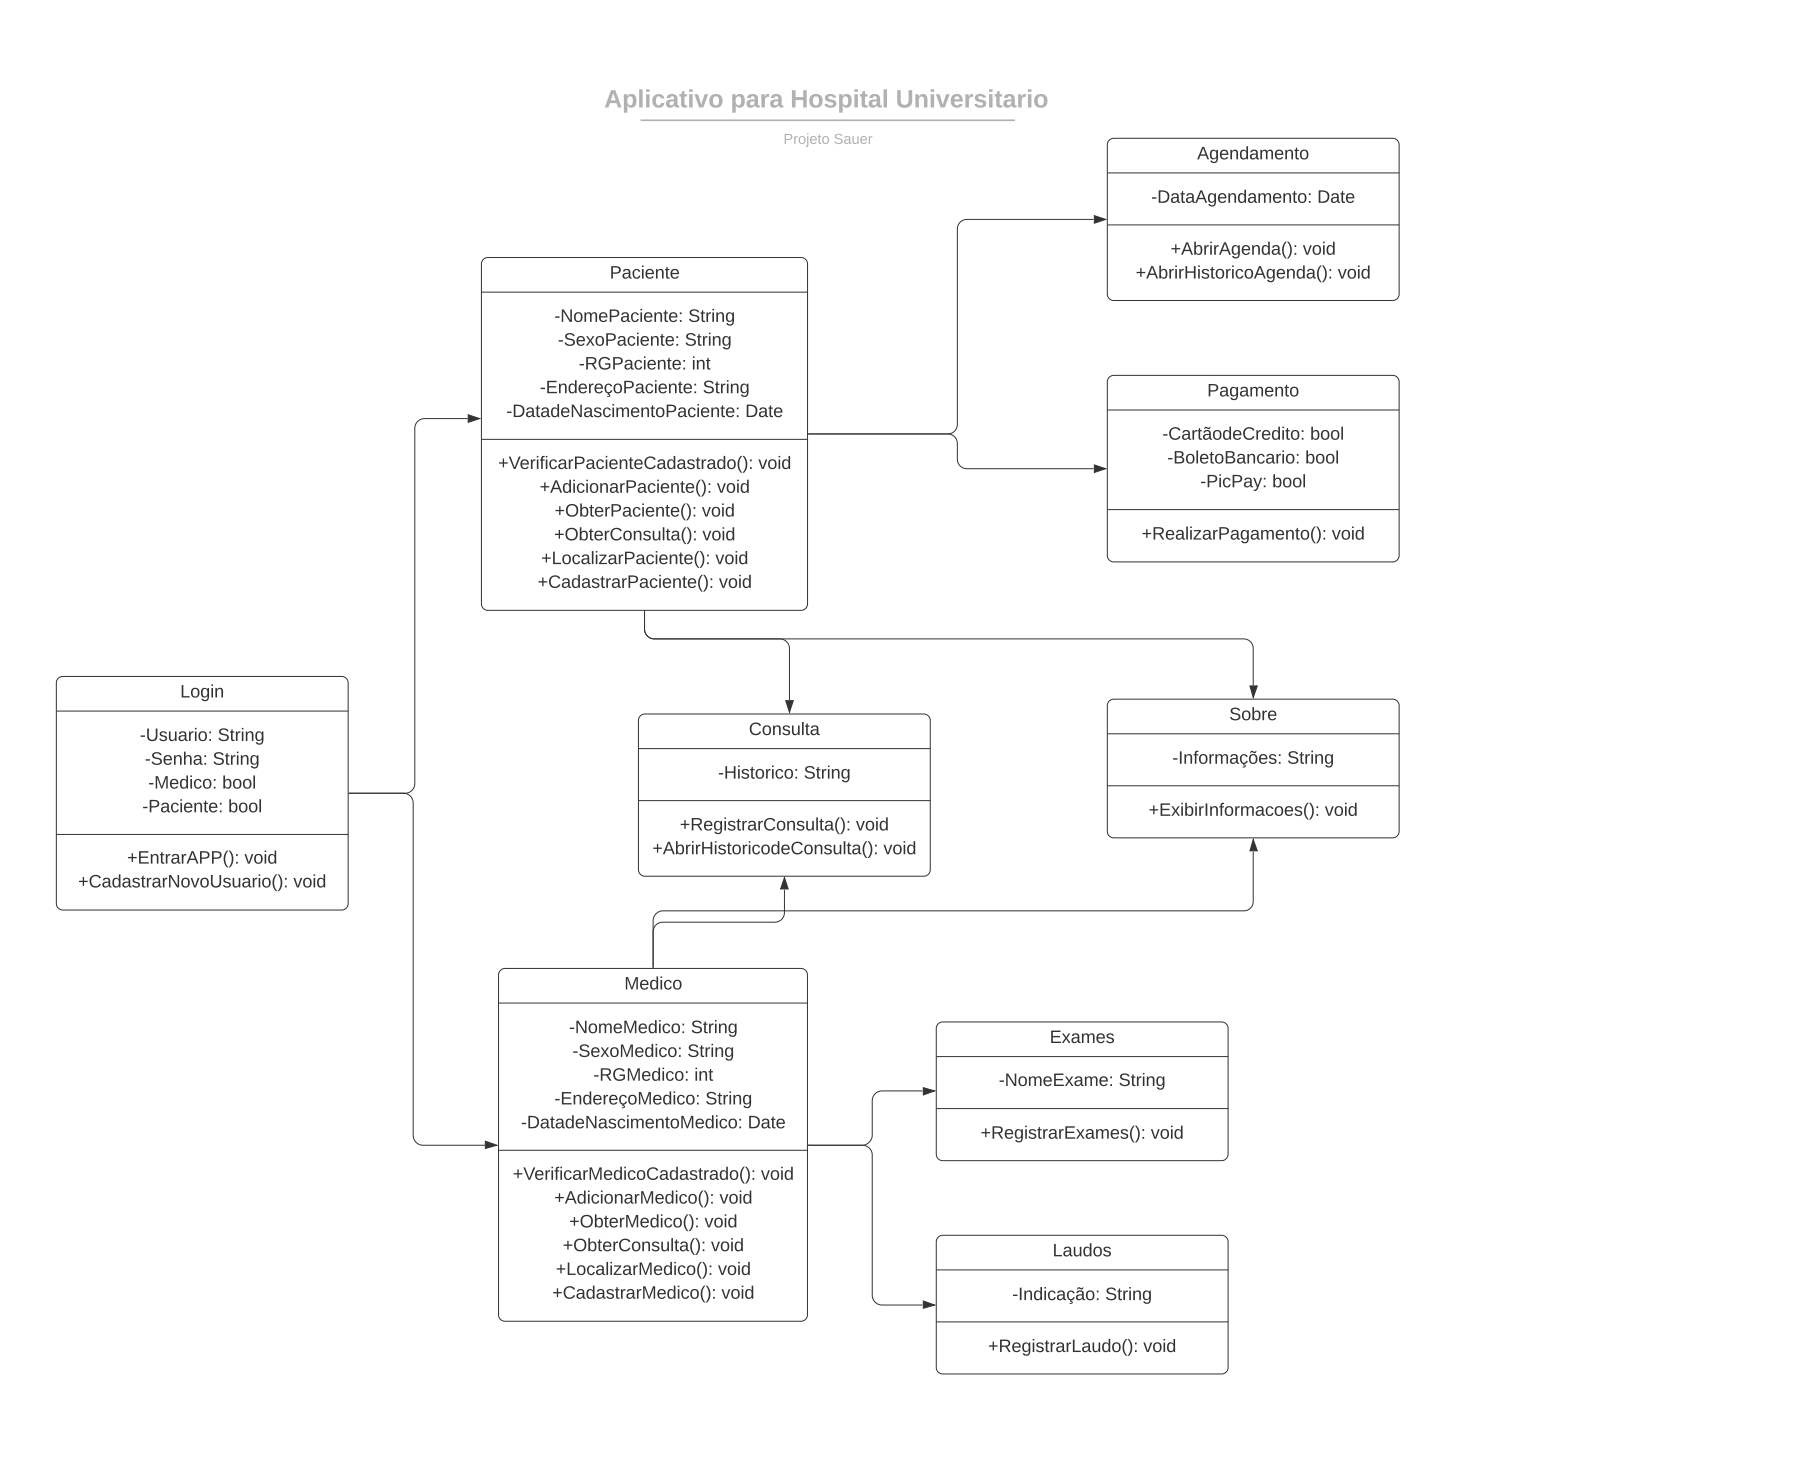 Aplicativo para Hospital Universitario
Projeto Sauer
Agendamento
-DataAgendamento: Date
+AbrirAgenda(): void
+AbrirHistoricoAgenda(): void
Paciente
-NomePaciente: String
-SexoPaciente: String
-RGPaciente: int
-EndereçoPaciente: String
-DatadeNascimentoPaciente: Date
+VerificarPacienteCadastrado(): void
+AdicionarPaciente(): void
+ObterPaciente(): void
+ObterConsulta(): void
+LocalizarPaciente(): void
+CadastrarPaciente(): void
Pagamento
-CartãodeCredito: bool
-BoletoBancario: bool
-PicPay: bool
+RealizarPagamento(): void
Login
-Usuario: String
-Senha: String
-Medico: bool
-Paciente: bool
+EntrarAPP(): void
+CadastrarNovoUsuario(): void
Consulta
-Historico: String
+RegistrarConsulta(): void
+AbrirHistoricodeConsulta(): void
Sobre
-Informações: String
+ExibirInformacoes(): void
Medico
-NomeMedico: String
-SexoMedico: String
-RGMedico: int
-EndereçoMedico: String
-DatadeNascimentoMedico: Date
+VerificarMedicoCadastrado(): void
+AdicionarMedico(): void
+ObterMedico(): void
+ObterConsulta(): void
+LocalizarMedico(): void
+CadastrarMedico(): void
Exames
-NomeExame: String
+RegistrarExames(): void
Laudos
-Indicação: String
+RegistrarLaudo(): void